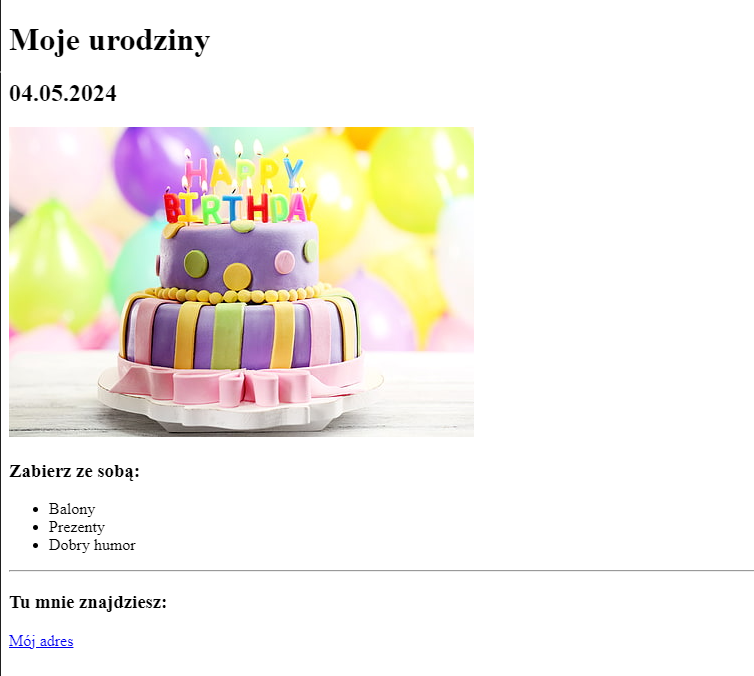 Moje urodziny
04.05.2024
HAPPY
BIRTHDAY
Zabierz ze sobą:
Balony
Prezenty
Dobry humor
Tu mnie znajdziesz:
Mój adres